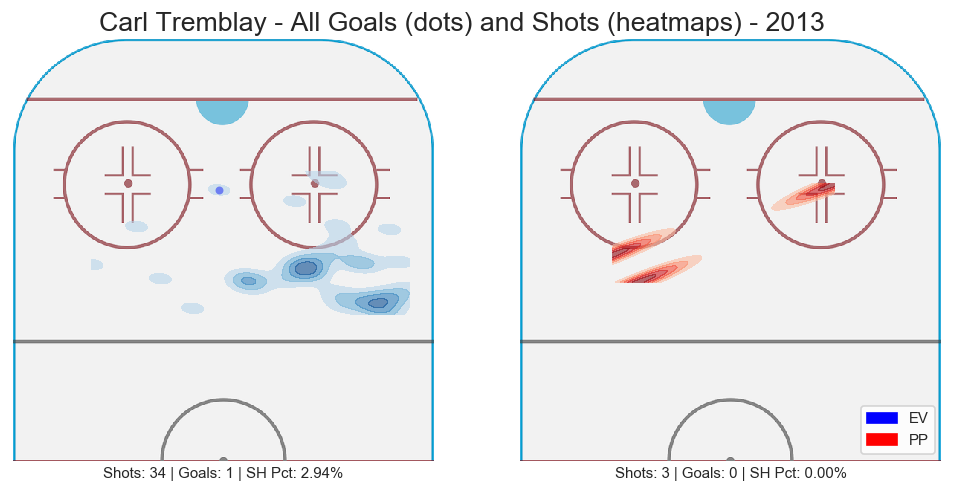 Carl Tremblay - All Goals (dots) and Shots (heatmaps) - 2013
EV
PP
Shots: 34 | Goals: 1 | SH Pct: 2.94%
Shots: 3 | Goals: 0 | SH Pct: 0.00%